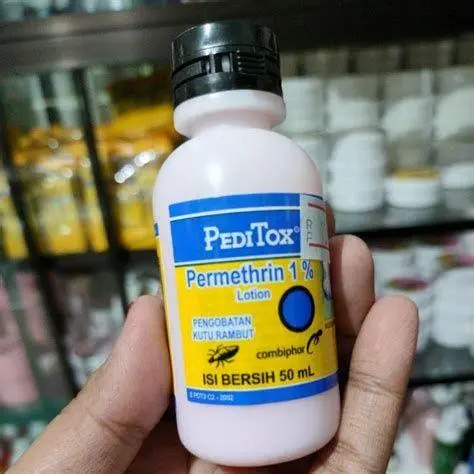 PEDITOX®
Permethrin 1 %
Lotion
PENGOBATAN
KUTU RAMBUT
combiphar
ISI BERSIH 50 mL